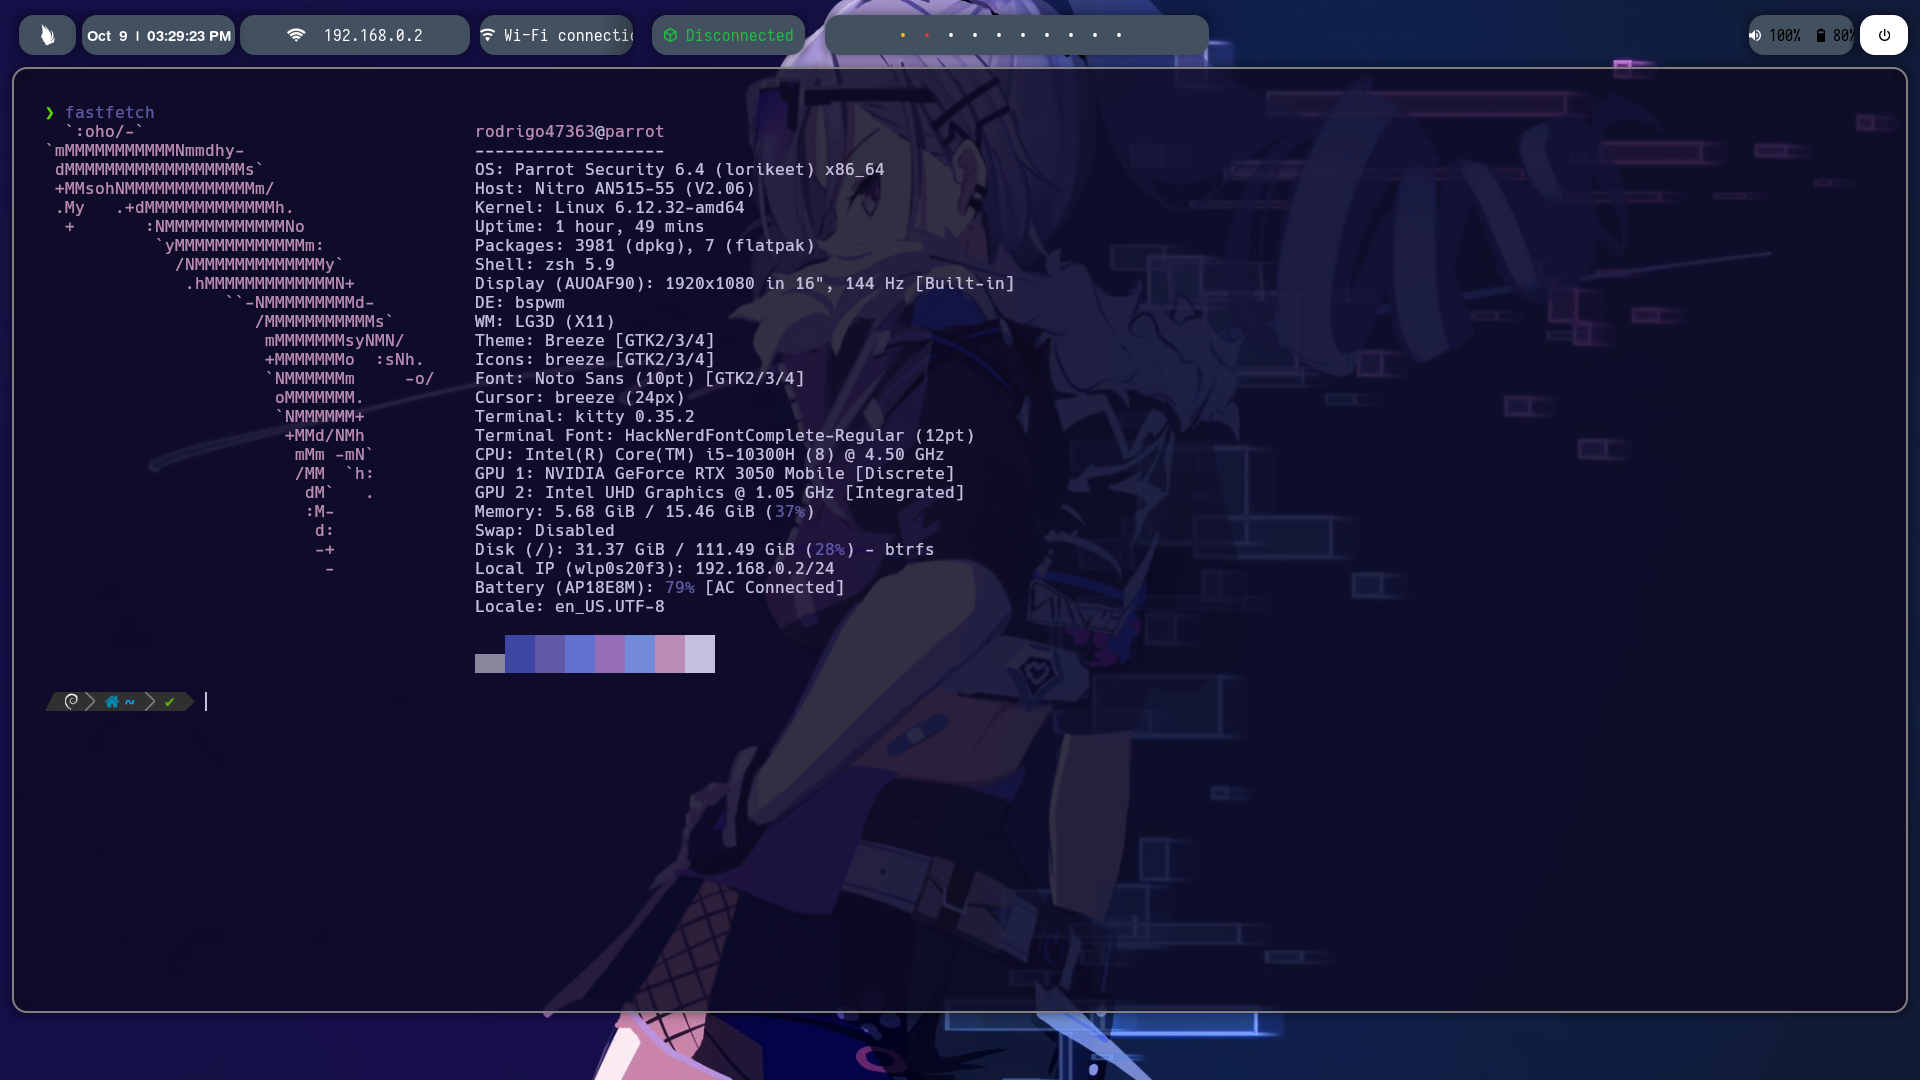 Oct 9 | 03:29:23 PM 192.168.0.2 Wi-Fi connectic Disconnected 100% 80%
❯ fastfetch
`:oho/-` rodrigo47363@parrot
`mMMMMMMMMMMMNmmdhy- -------------------
dMMMMMMMMMMMMMMMMMMs` OS: Parrot Security 6.4 (lorikeet) x86_64
+MMsohNMMMMMMMMMMMMMm/ Host: Nitro AN515-55 (V2.06)
.My .+dMMMMMMMMMMMMMh. Kernel: Linux 6.12.32-amd64
+ :NMMMMMMMMMMMMNo Uptime: 1 hour, 49 mins
`yMMMMMMMMMMMMMm: Packages: 3981 (dpkg), 7 (flatpak)
/NMMMMMMMMMMMMMy` Shell: zsh 5.9
.hMMMMMMMMMMMMMN+ Display (AUOAF90): 1920x1080 in 16", 144 Hz [Built-in]
``-NMMMMMMMMMd- DE: bspwm
/MMMMMMMMMMMs` WM: LG3D (X11)
mMMMMMMMsyNMN/ Theme: Breeze [GTK2/3/4]
+MMMMMMMo :sNh. Icons: breeze [GTK2/3/4]
`NMMMMMMm -o/ Font: Noto Sans (10pt) [GTK2/3/4]
oMMMMMMM. Cursor: breeze (24px)
`NMMMMMM+ Terminal: kitty 0.35.2
+MMd/NMh Terminal Font: HackNerdFontComplete-Regular (12pt)
mMm -mN` CPU: Intel(R) Core(TM) i5-10300H (8) @ 4.50 GHz
/MM `h: GPU 1: NVIDIA GeForce RTX 3050 Mobile [Discrete]
dM` . GPU 2: Intel UHD Graphics @ 1.05 GHz [Integrated]
:M- Memory: 5.68 GiB / 15.46 GiB (37%)
d: Swap: Disabled
-+ Disk (/): 31.37 GiB / 111.49 GiB (28%) - btrfs
- Local IP (wlp0s20f3): 192.168.0.2/24
Battery (AP18E8M): 79% [AC Connected]
Locale: en_US.UTF-8
~ ✔